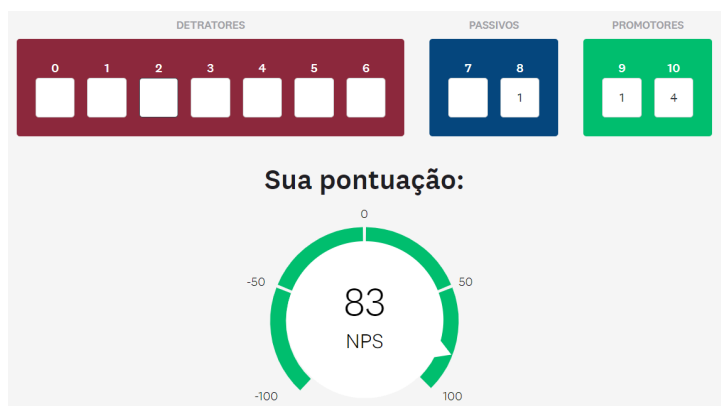 DETRATORES PASSIVOS PROMOTORES
0 1 2 3 4 5 6 7 8 9 10
1 1 4
Sua pontuação:
0
-50 50
83
NPS
-100 100